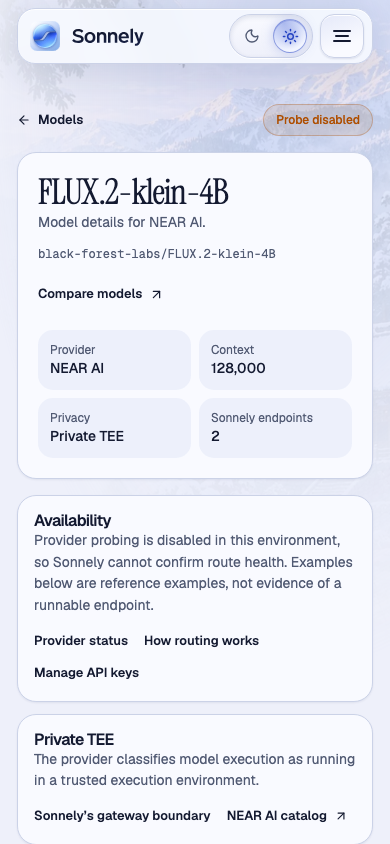 Sonnely
Models
Probe disabled
FLUX.2-klein-4B
Model details for NEAR AI.
black-forest-labs/FLUX.2-klein-4B
Compare models
Provider
NEAR AI
Context
128,000
Privacy
Private TEE
Sonnely endpoints
2
Availability
Provider probing is disabled in this environment,
so Sonnely cannot confirm route health. Examples
below are reference examples, not evidence of a
runnable endpoint.
Provider status How routing works
Manage API keys
Private TEE
The provider classifies model execution as running
in a trusted execution environment.
Sonnely’s gateway boundary NEAR AI catalog